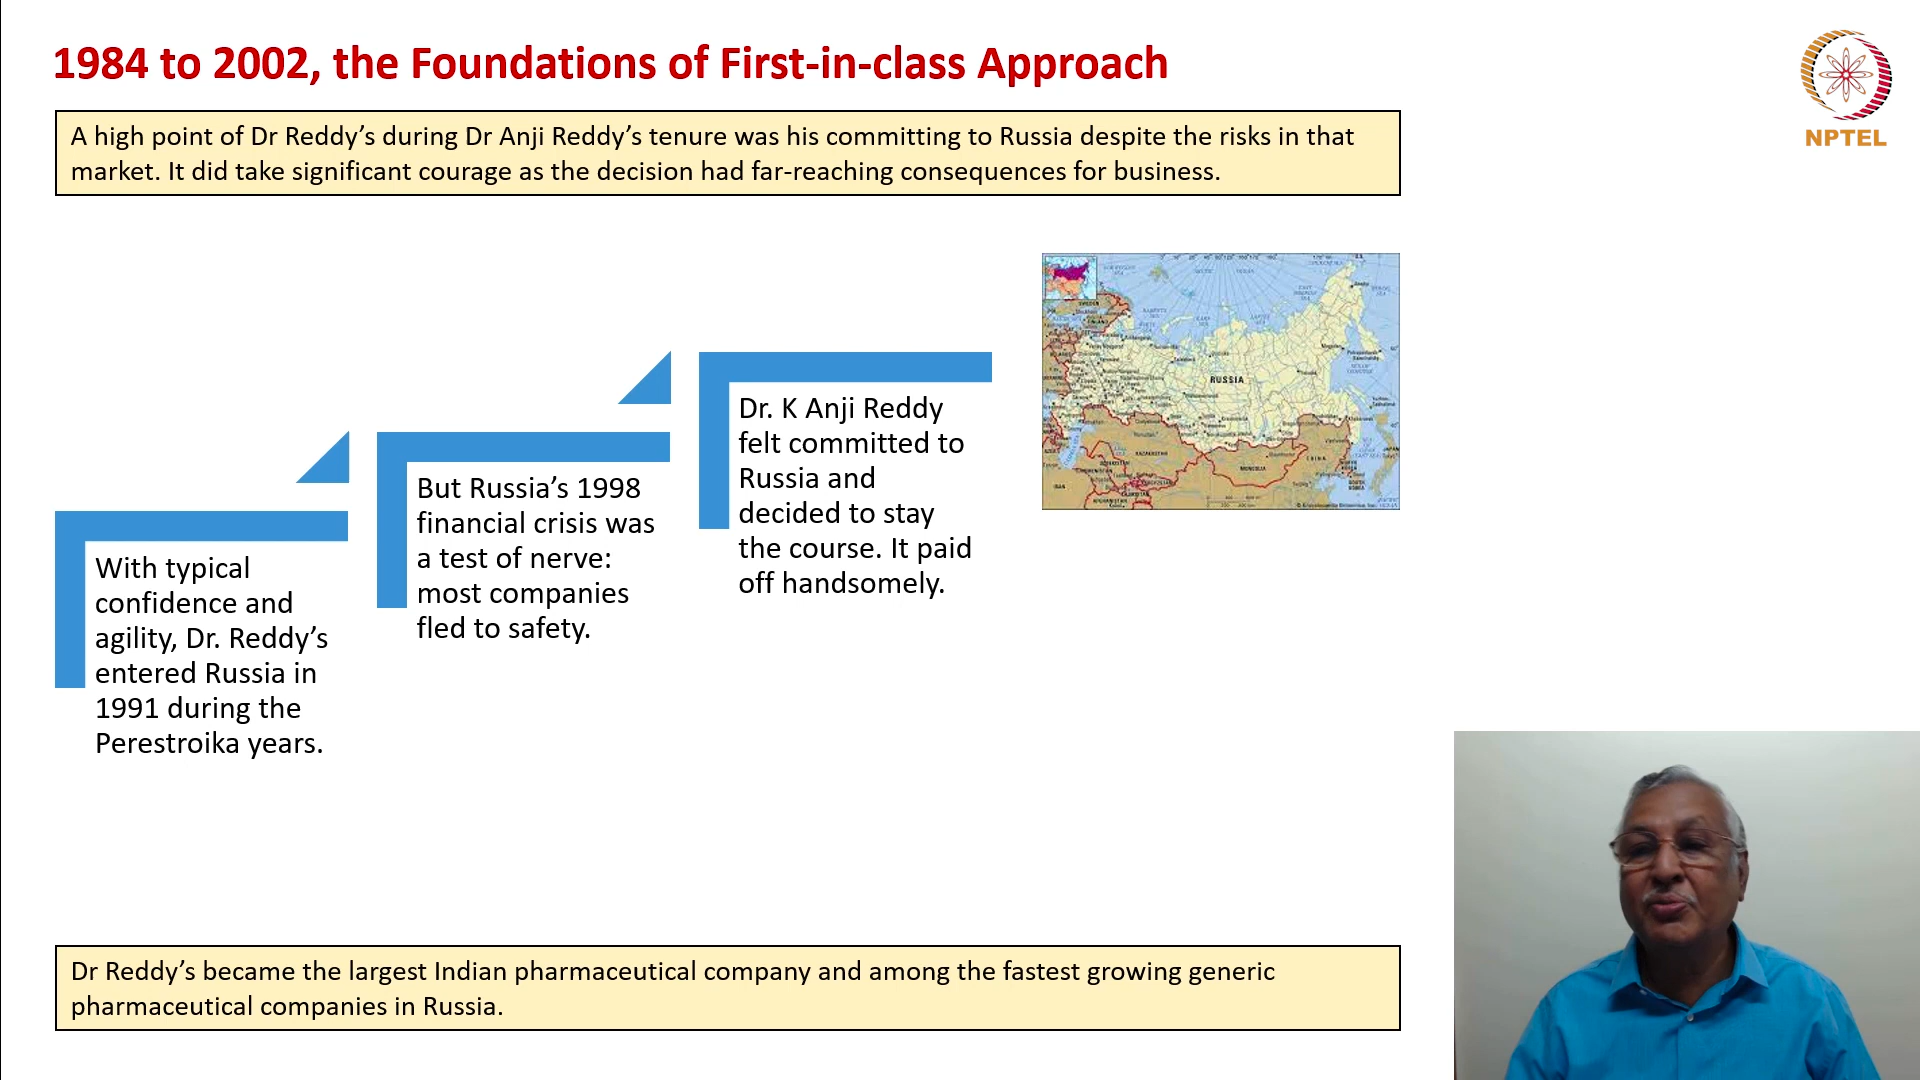 1984 to 2002, the Foundations of First-in-class Approach
NPTEL
A high point of Dr Reddy’s during Dr Anji Reddy’s tenure was his committing to Russia despite the risks in that
market. It did take significant courage as the decision had far-reaching consequences for business.
With typical
confidence and
agility, Dr. Reddy’s
entered Russia in
1991 during the
Perestroika years.
But Russia’s 1998
financial crisis was
a test of nerve:
most companies
fled to safety.
Dr. K Anji Reddy
felt committed to
Russia and
decided to stay
the course. It paid
off handsomely.
RUSSIA
KAZAKHSTAN
MONGOLIA
CHINA
IRAN
Dr Reddy’s became the largest Indian pharmaceutical company and among the fastest growing generic
pharmaceutical companies in Russia.